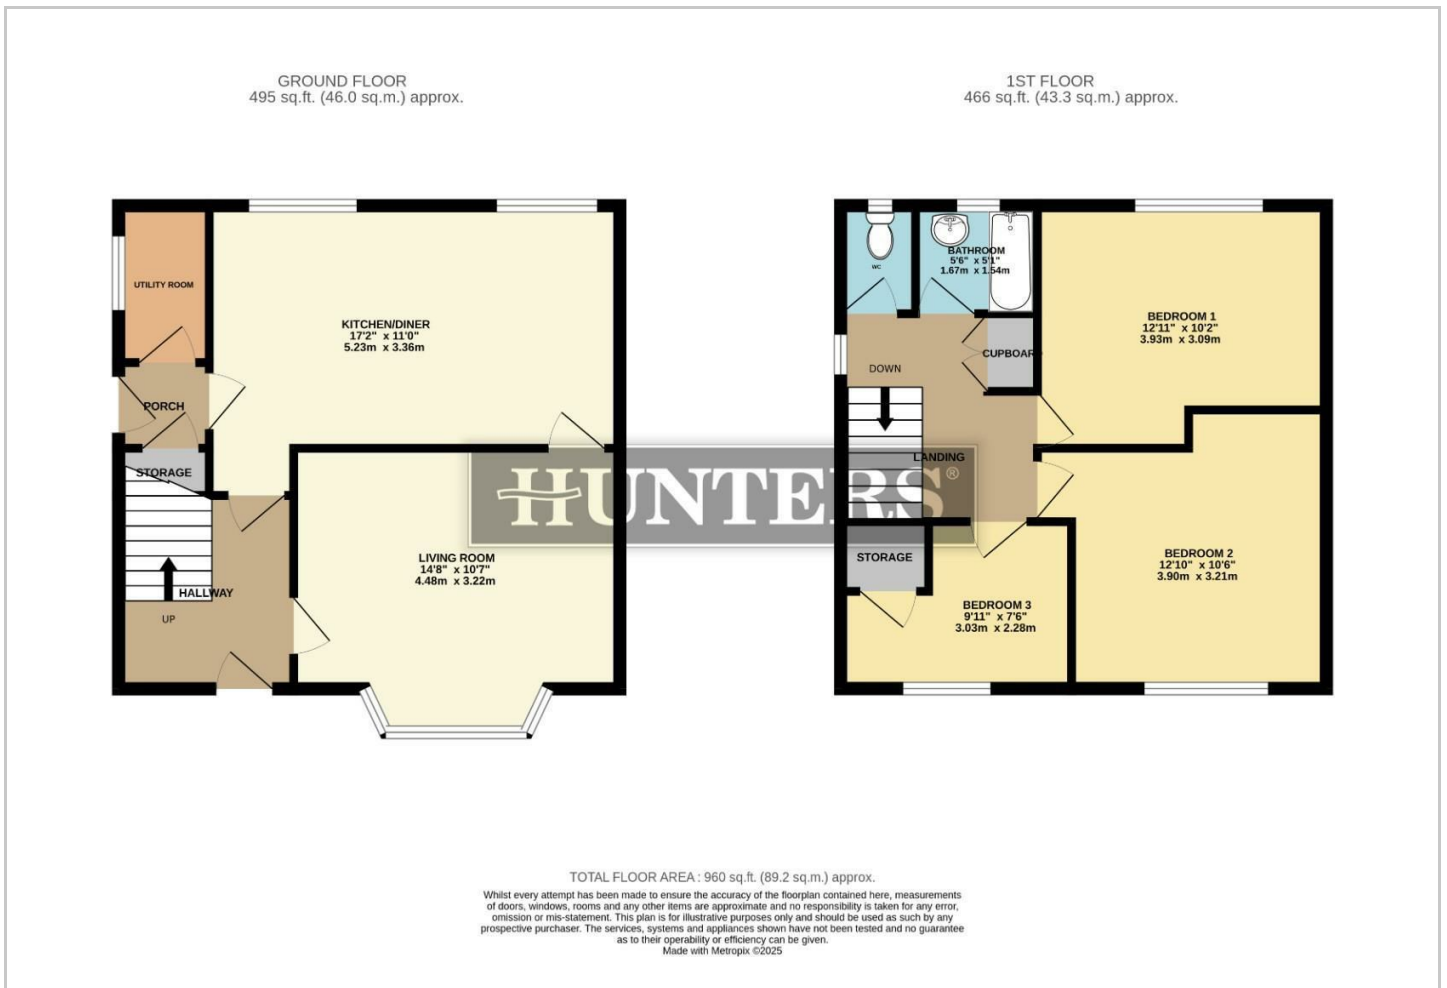 GROUND FLOOR
495 sq.ft. (46.0 sq.m.) approx.
1ST FLOOR
466 sq.ft. (43.3 sq.m.) approx.
UTILITY ROOM
KITCHEN/DINER
17'2" x 11'0"
5.23m x 3.36m
PORCH
STORAGE
LIVING ROOM
14'8" x 10'7"
4.48m x 3.22m
HALLWAY
UP
HUNTERS®
WC
BATHROOM
5'6" x 5'1"
1.67m x 1.54m
BEDROOM 1
12'11" x 10'2"
3.93m x 3.09m
CUPBOARD
DOWN
LANDING
STORAGE
BEDROOM 2
12'10" x 10'6"
3.90m x 3.21m
BEDROOM 3
9'11" x 7'6"
3.03m x 2.28m
TOTAL FLOOR AREA : 960 sq.ft. (89.2 sq.m.) approx.
Whilst every attempt has been made to ensure the accuracy of the floorplan contained here, measurements
of doors, windows, rooms and any other items are approximate and no responsibility is taken for any error,
omission or mis-statement. This plan is for illustrative purposes only and should be used as such by any
prospective purchaser. The services, systems and appliances shown have not been tested and no guarantee
as to their operability or efficiency can be given.
Made with Metropix ©2025